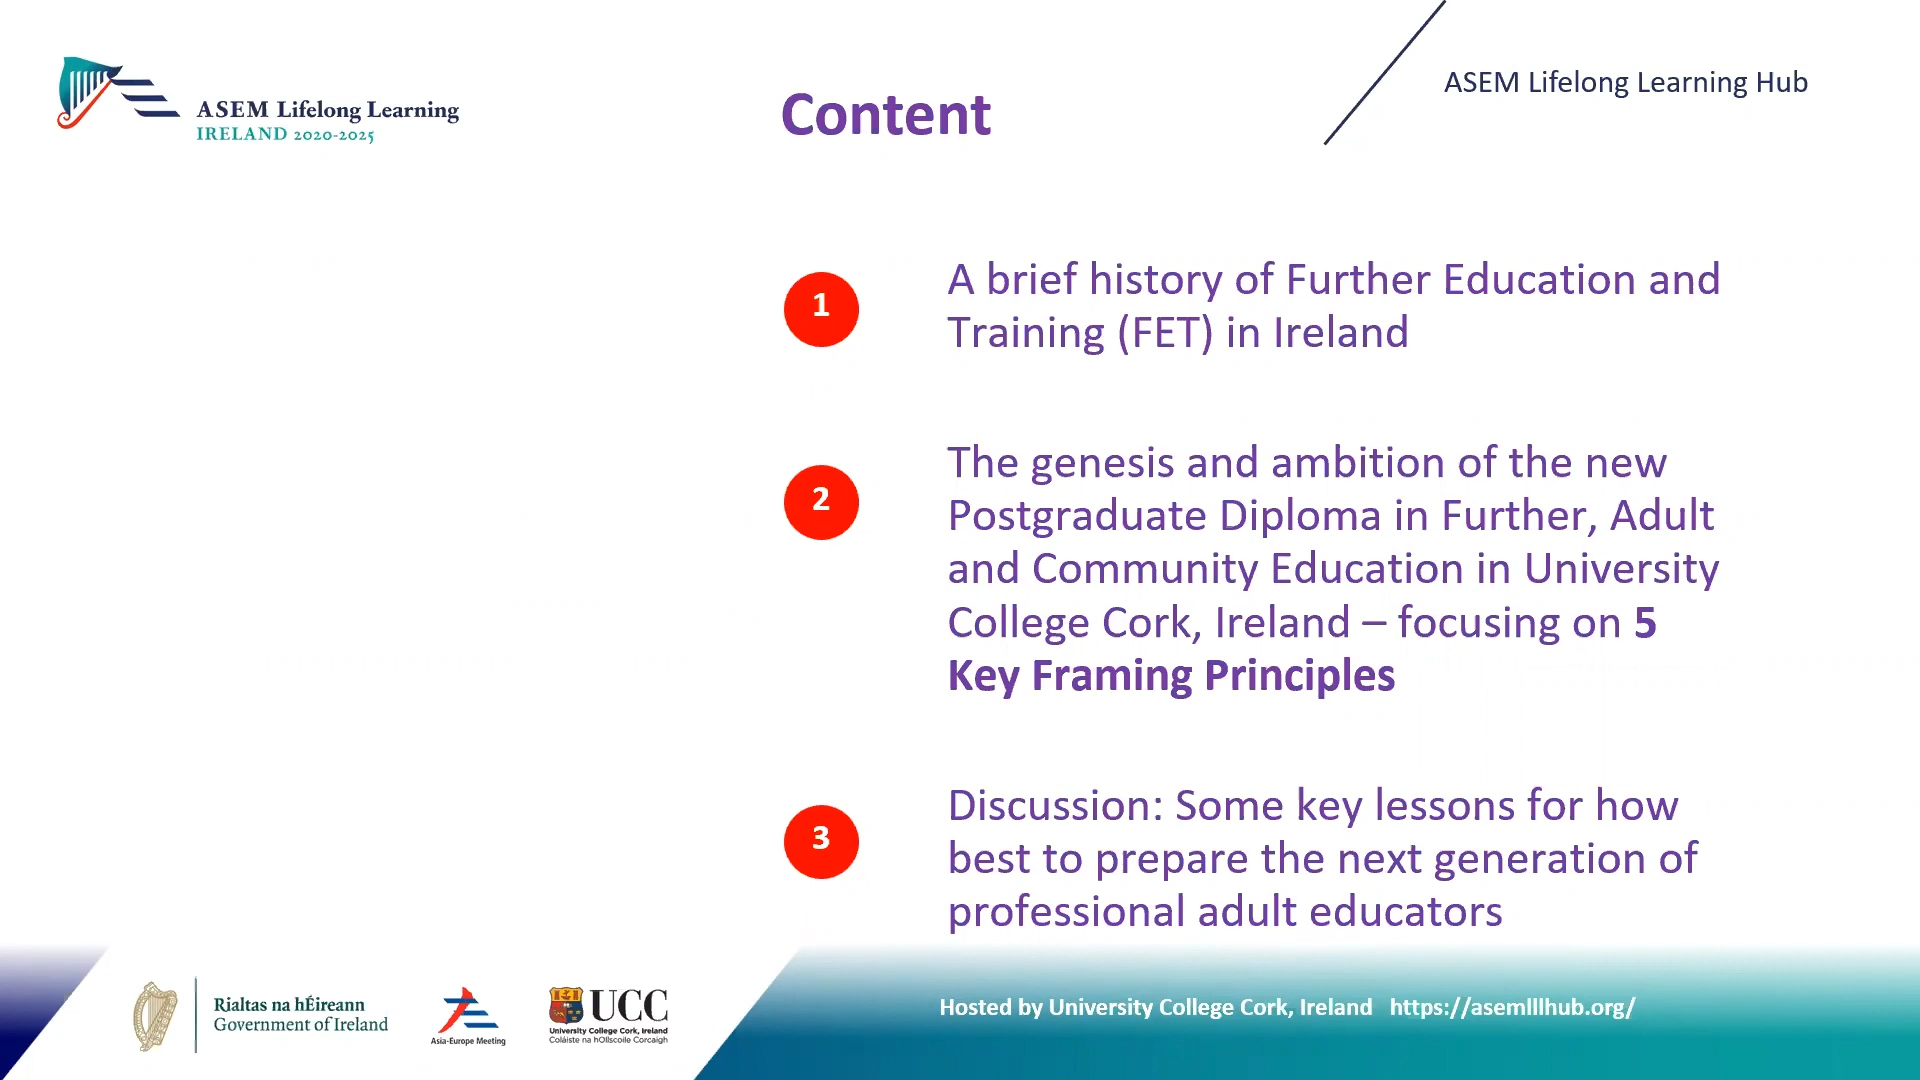 ASEM Lifelong Learning
IRELAND 2020-2025
Content
ASEM Lifelong Learning Hub
1
A brief history of Further Education and
Training (FET) in Ireland
2
The genesis and ambition of the new
Postgraduate Diploma in Further, Adult
and Community Education in University
College Cork, Ireland – focusing on 5
Key Framing Principles
3
Discussion: Some key lessons for how
best to prepare the next generation of
professional adult educators
Rialtas na hÉireann
Government of Ireland
Asia-Europe Meeting
UCC
University College Cork, Ireland
Coláiste na hOllscoile Corcaigh
Hosted by University College Cork, Ireland https://asemlllhub.org/